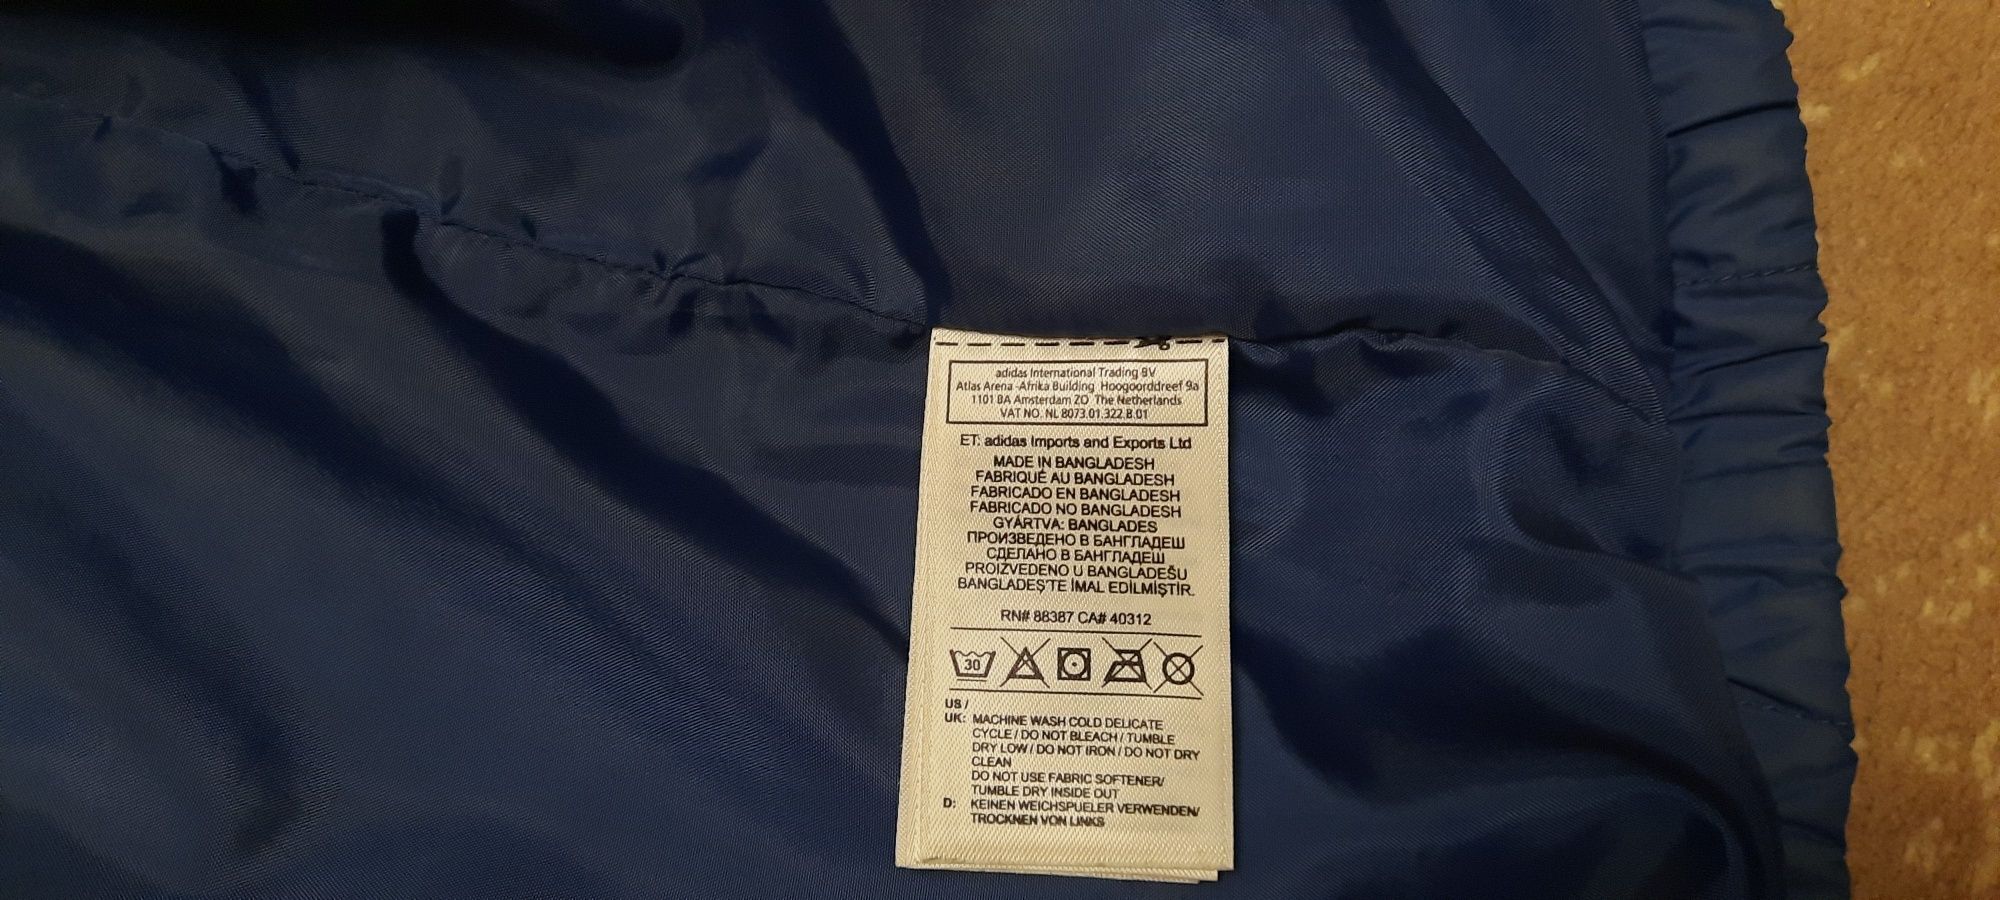 adidas International Trading BV
Atlas Arena -Afrika Building Hoogoorddreef 9a
1101 BA Amsterdam ZO The Netherlands
VAT NO. NL 8073.01.322.B.01
ET: adidas Imports and Exports Ltd
MADE IN BANGLADESH
FABRIQUÉ AU BANGLADESH
FABRICADO EN BANGLADESH
FABRICADO NO BANGLADESH
GYÁRTVA: BANGLADES
ПРОИЗВЕДЕНО В БАНГЛАДЕШ
СДЕЛАНО В БАНГЛАДЕШ
PROIZVEDENO U BANGLADEŠU
BANGLADEŞ'TE İMAL EDİLMİŞTİR.
RN# 88387 CA# 40312
30
US /
UK: MACHINE WASH COLD DELICATE
CYCLE / DO NOT BLEACH / TUMBLE
DRY LOW / DO NOT IRON / DO NOT DRY
CLEAN
DO NOT USE FABRIC SOFTENER/
TUMBLE DRY INSIDE OUT
D: KEINEN WEICHSPUELER VERWENDEN/
TROCKNEN VON LINKS